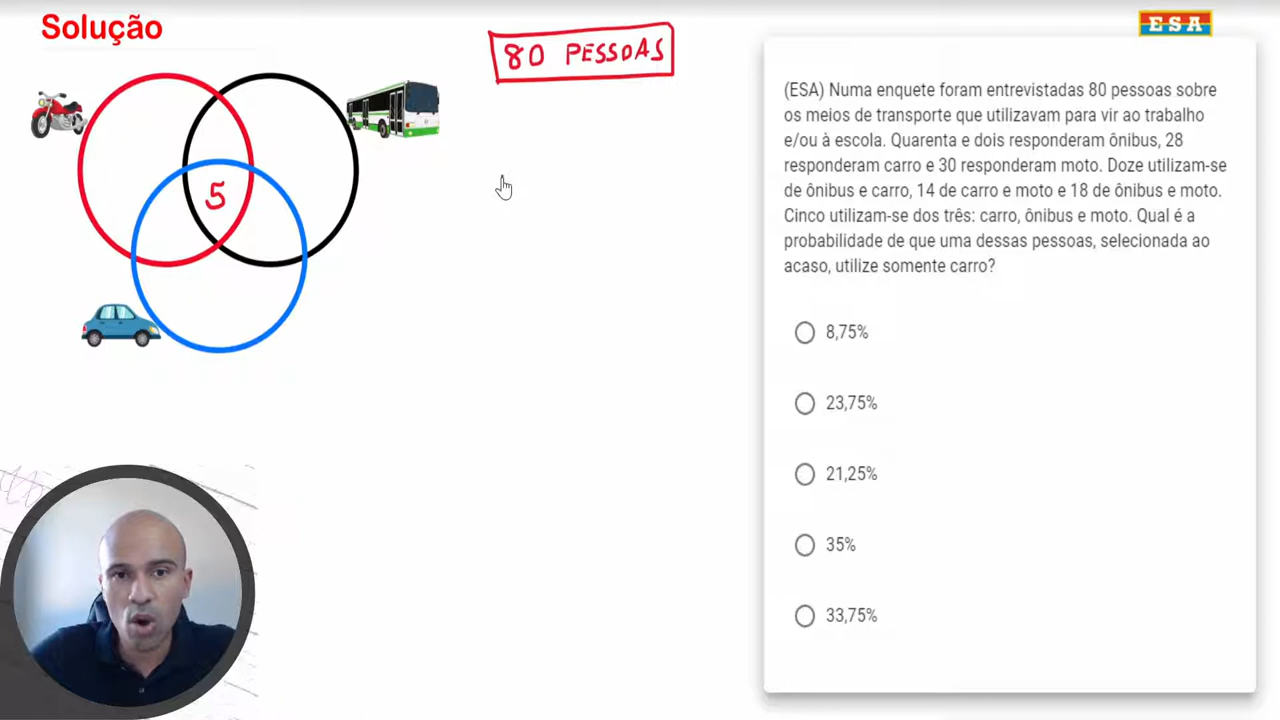 Solução
80 PESSOAS
ESA
5
(ESA) Numa enquete foram entrevistadas 80 pessoas sobre
os meios de transporte que utilizavam para vir ao trabalho
e/ou à escola. Quarenta e dois responderam ônibus, 28
responderam carro e 30 responderam moto. Doze utilizam-se
de ônibus e carro, 14 de carro e moto e 18 de ônibus e moto.
Cinco utilizam-se dos três: carro, ônibus e moto. Qual é a
probabilidade de que uma dessas pessoas, selecionada ao
acaso, utilize somente carro?
8,75%
23,75%
21,25%
35%
33,75%